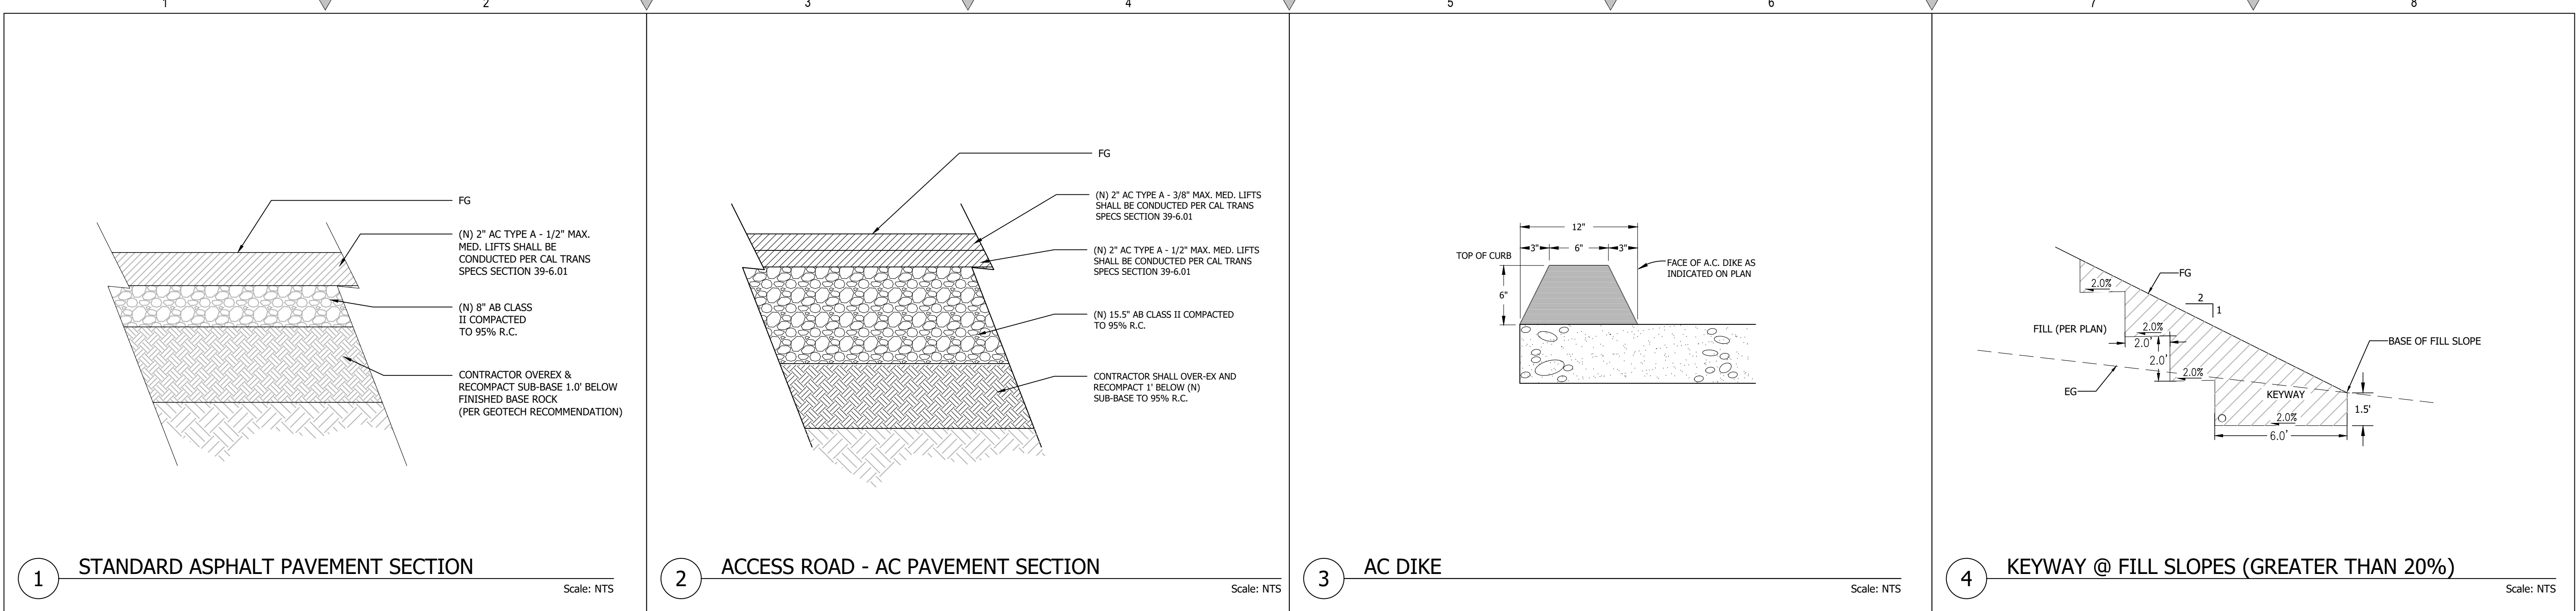 1
2
3
4
5
6
7
8
FG
(N) 2" AC TYPE A - 1/2" MAX.
MED. LIFTS SHALL BE
CONDUCTED PER CAL TRANS
SPECS SECTION 39-6.01
(N) 8" AB CLASS
II COMPACTED
TO 95% R.C.
CONTRACTOR OVEREX &
RECOMPACT SUB-BASE 1.0' BELOW
FINISHED BASE ROCK
(PER GEOTECH RECOMMENDATION)
1
STANDARD ASPHALT PAVEMENT SECTION
Scale: NTS
FG
(N) 2" AC TYPE A - 3/8" MAX. MED. LIFTS
SHALL BE CONDUCTED PER CAL TRANS
SPECS SECTION 39-6.01
(N) 2" AC TYPE A - 1/2" MAX. MED. LIFTS
SHALL BE CONDUCTED PER CAL TRANS
SPECS SECTION 39-6.01
(N) 15.5" AB CLASS II COMPACTED
TO 95% R.C.
CONTRACTOR SHALL OVER-EX AND
RECOMPACT 1' BELOW (N)
SUB-BASE TO 95% R.C.
2
ACCESS ROAD - AC PAVEMENT SECTION
Scale: NTS
12"
3"
6"
3"
TOP OF CURB
FACE OF A.C. DIKE AS
INDICATED ON PLAN
6"
3
AC DIKE
Scale: NTS
FG
2.0%
2
1
FILL (PER PLAN)
2.0%
2.0'
2.0'
BASE OF FILL SLOPE
2.0%
EG
KEYWAY
1.5'
2.0%
6.0'
4
KEYWAY @ FILL SLOPES (GREATER THAN 20%)
Scale: NTS